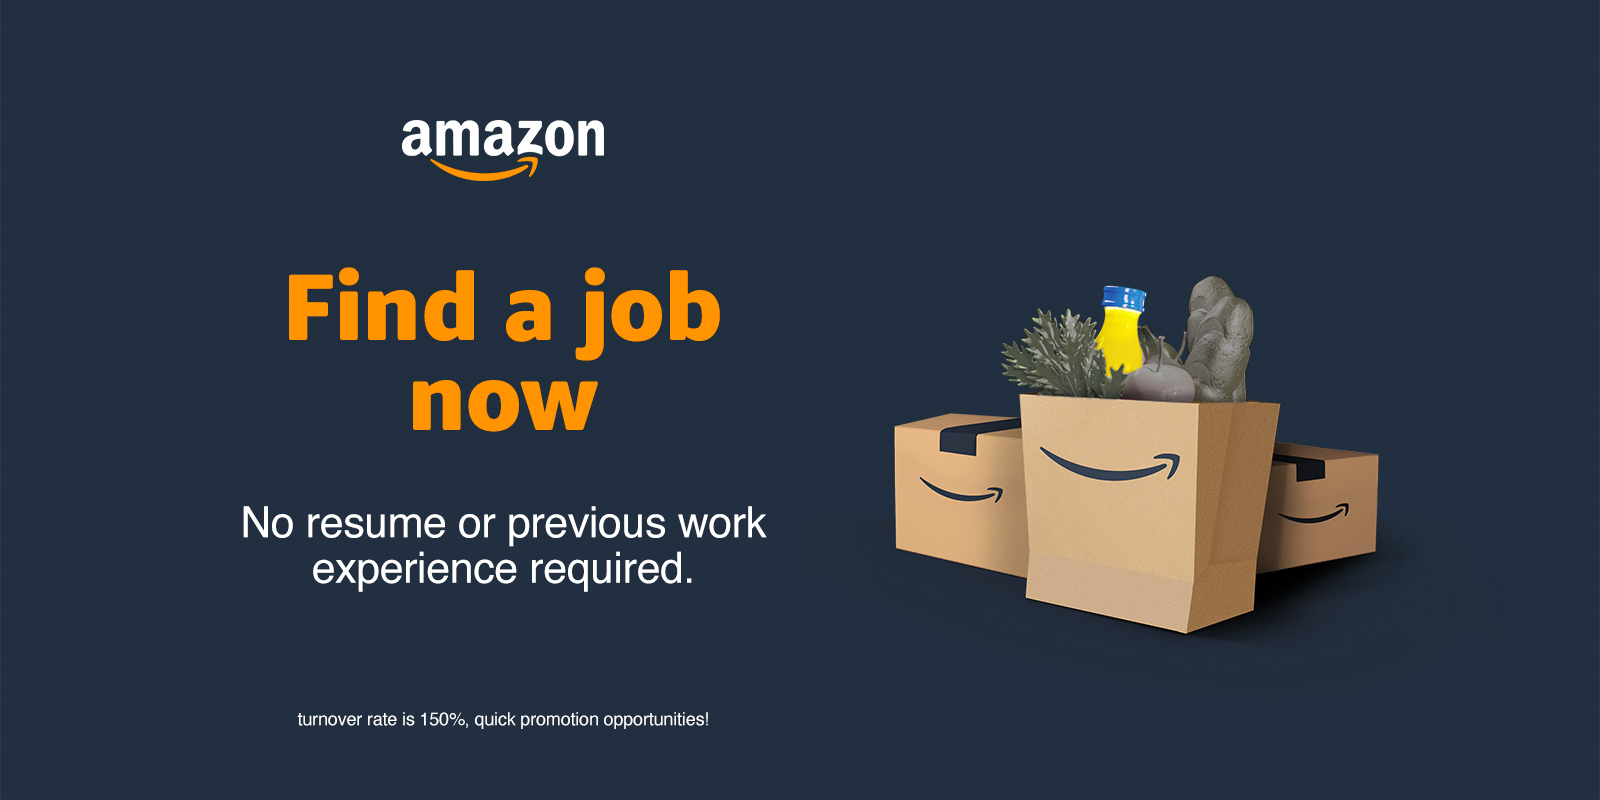 amazon
Find a job
now
No resume or previous work
experience required.
turnover rate is 150%, quick promotion opportunities!